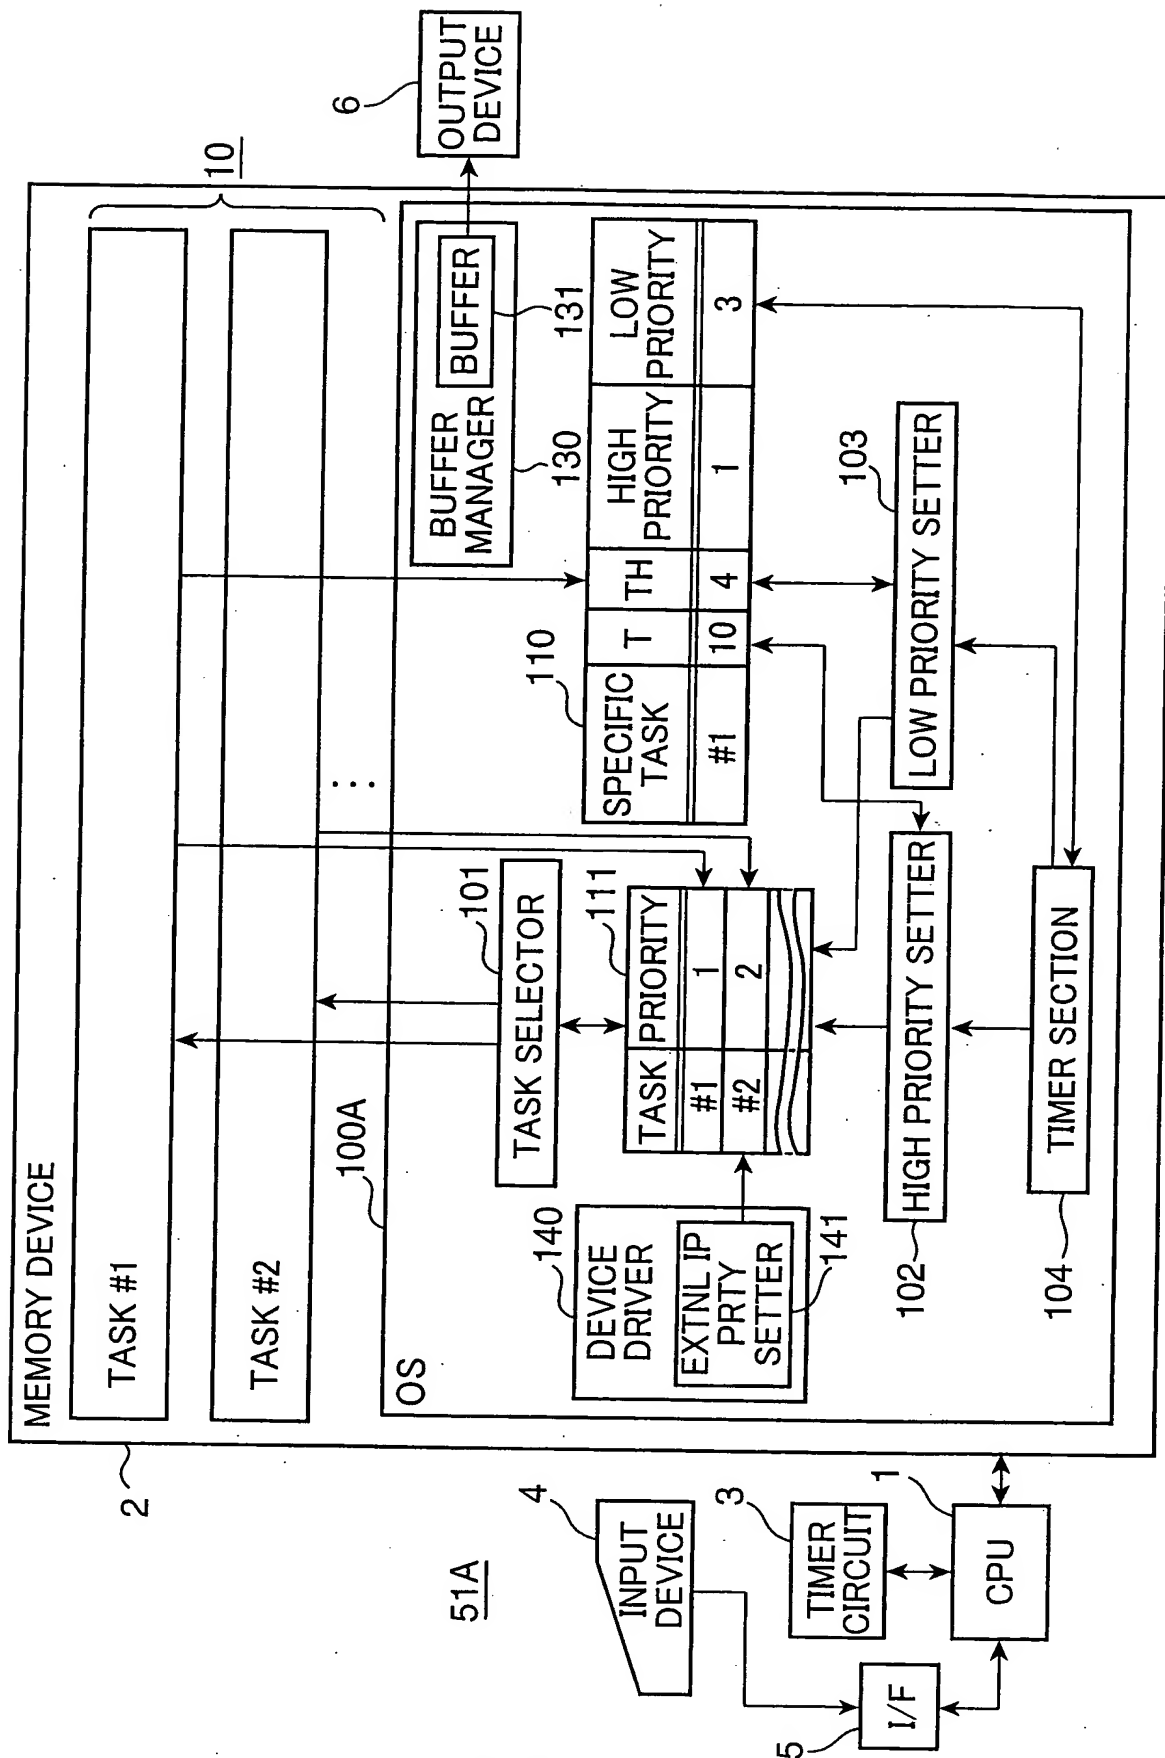 51A
MEMORY DEVICE
2
10
TASK #1
TASK #2
⋮
OS
100A
BUFFER
MANAGER
BUFFER
130
131
6
OUTPUT
DEVICE
4
INPUT
DEVICE
140
DEVICE
DRIVER
EXTNL IP
PRTY
SETTER
141
101
TASK SELECTOR
111
TASK PRIORITY
#1 1
#2 2
110
SPECIFIC
TASK
T
TH
HIGH
PRIORITY
LOW
PRIORITY
#1 10 4 1 3
3
TIMER
CIRCUIT
1
CPU
5
I/F
102
HIGH PRIORITY SETTER
103
LOW PRIORITY SETTER
104
TIMER SECTION